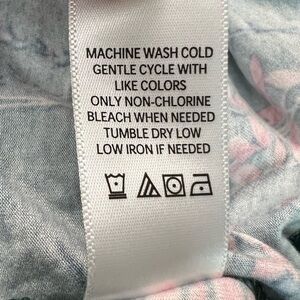 MACHINE WASH COLD
GENTLE CYCLE WITH
LIKE COLORS
ONLY NON-CHLORINE
BLEACH WHEN NEEDED
TUMBLE DRY LOW
LOW IRON IF NEEDED